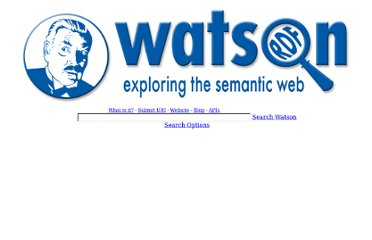 watson
RDF
exploring the semantic web
What is it? - Submit URI - Website - Blog - APIs
Search Watson
Search Options